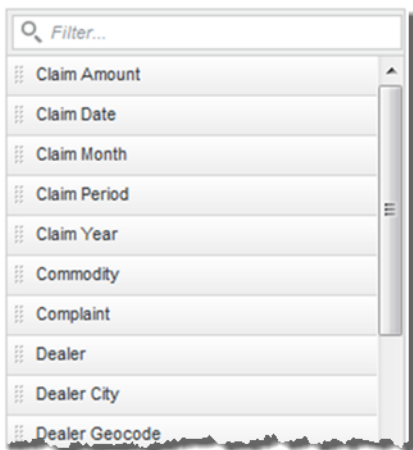 Filter...
Claim Amount
Claim Date
Claim Month
Claim Period
Claim Year
Commodity
Complaint
Dealer
Dealer City
Dealer Geocode